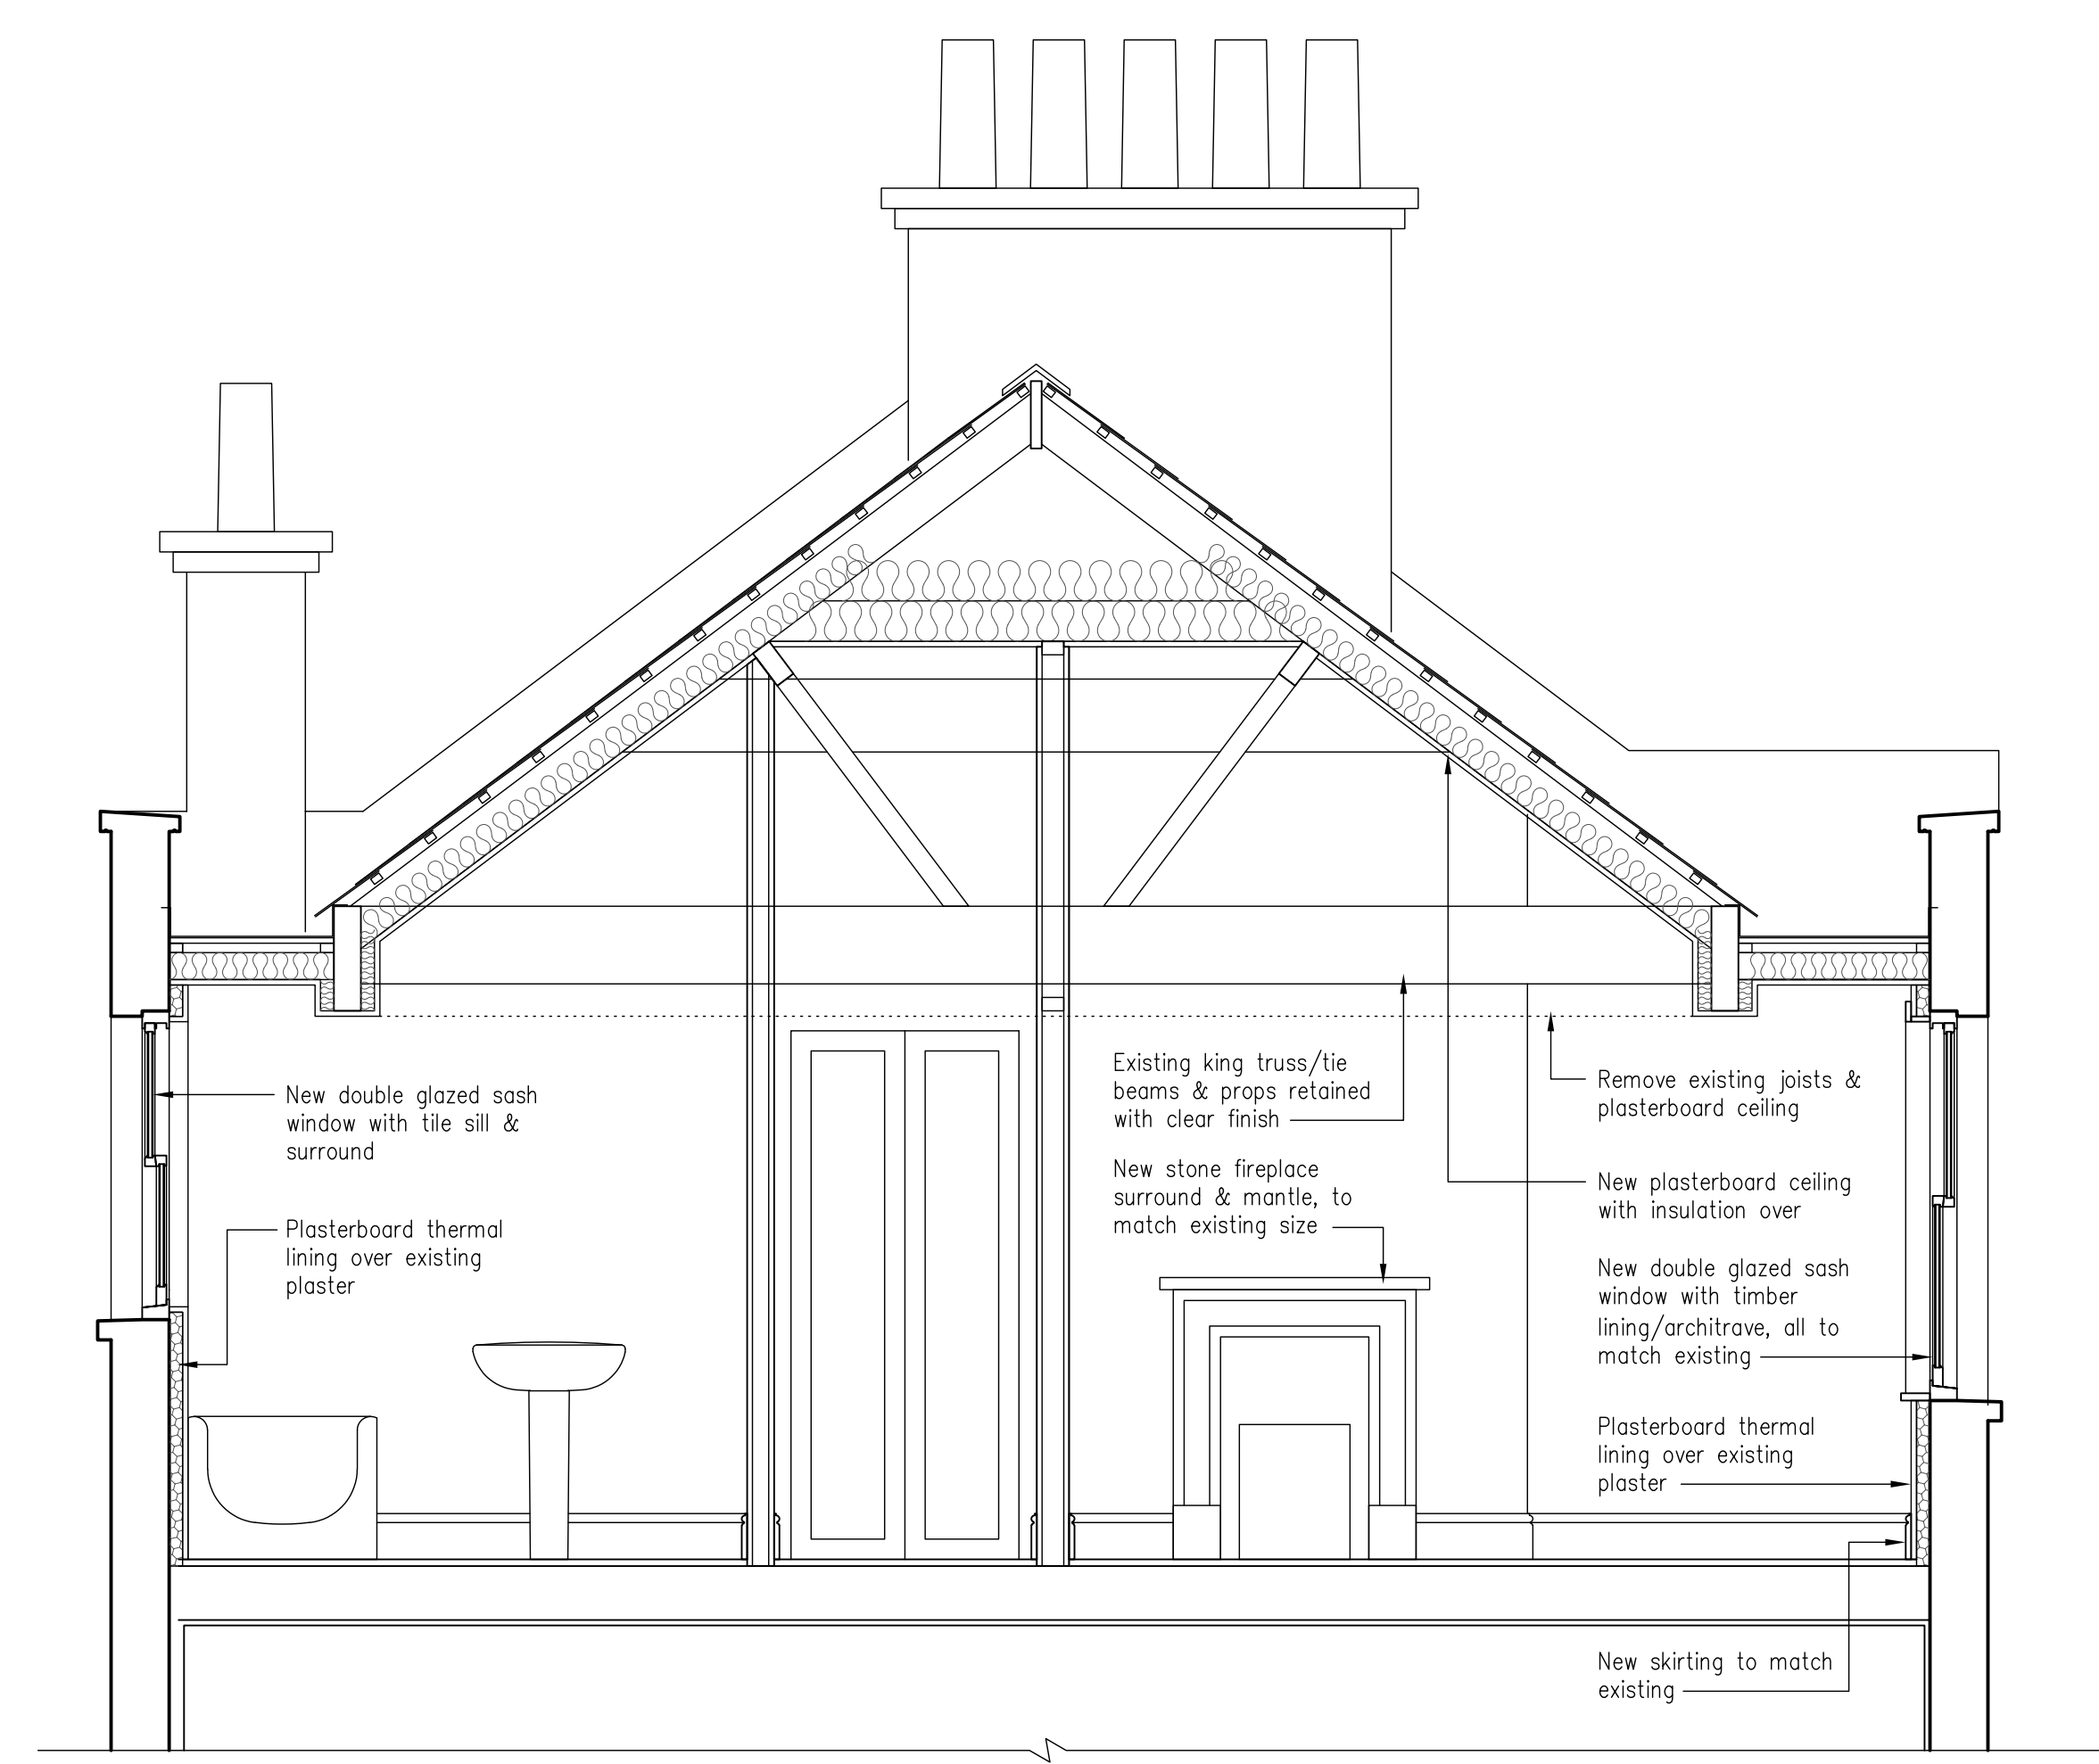 New double glazed sash
window with tile sill &
surround
Plasterboard thermal
lining over existing
plaster
Existing king truss/tie
beams & props retained
with clear finish
New stone fireplace
surround & mantle, to
match existing size
Remove existing joists &
plasterboard ceiling
New plasterboard ceiling
with insulation over
New double glazed sash
window with timber
lining/architrave, all to
match existing
Plasterboard thermal
lining over existing
plaster
New skirting to match
existing